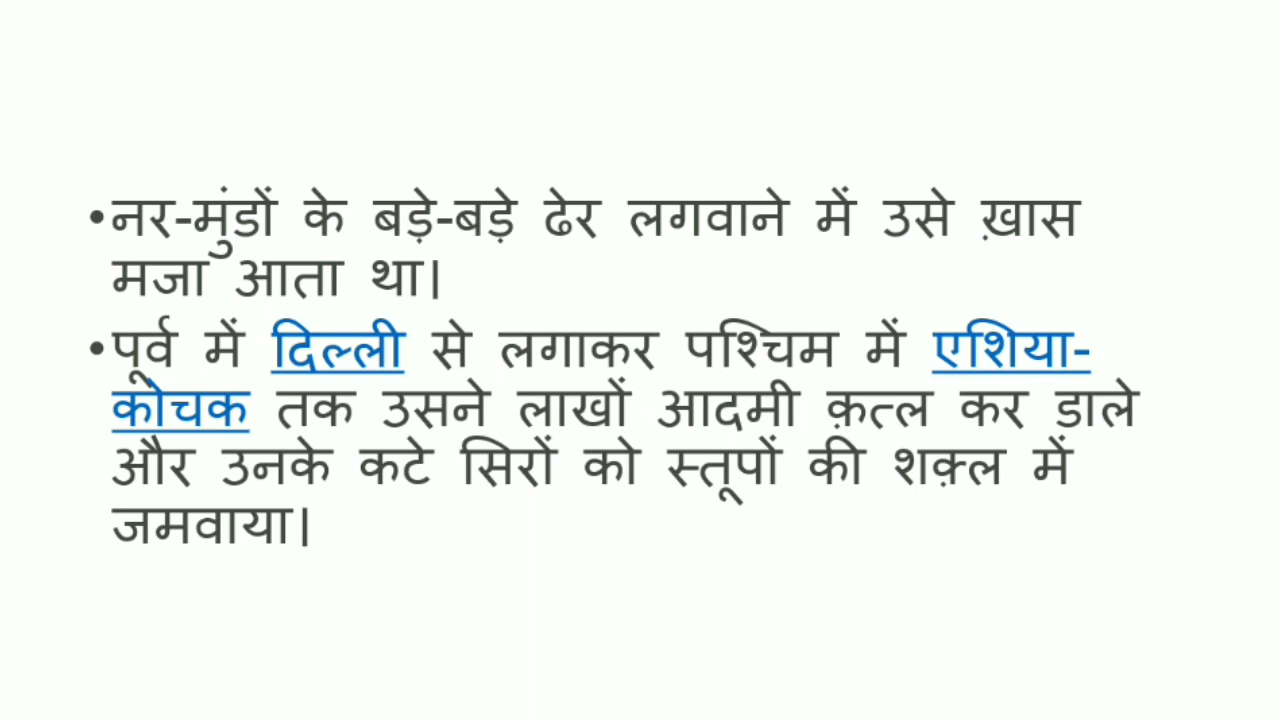 •नर-मुंडों के बड़े-बड़े ढेर लगवाने में उसे ख़ास
मजा आता था।
•पूर्व में दिल्ली से लगाकर पश्चिम में एशिया-
कोचक तक उसने लाखों आदमी क़त्ल कर डाले
और उनके कटे सिरों को स्तूपों की शक़्ल में
जमवाया।